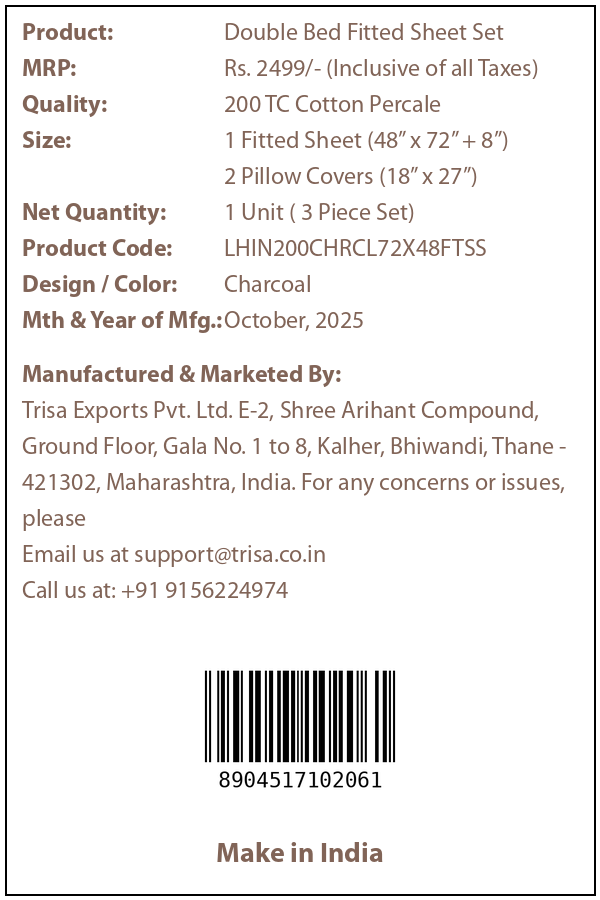 Product: Double Bed Fitted Sheet Set
MRP: Rs. 2499/- (Inclusive of all Taxes)
Quality: 200 TC Cotton Percale
Size: 1 Fitted Sheet (48” x 72” + 8”)
2 Pillow Covers (18” x 27”)
Net Quantity: 1 Unit ( 3 Piece Set)
Product Code: LHIN200CHRCL72X48FTSS
Design / Color: Charcoal
Mth & Year of Mfg.: October, 2025
Manufactured & Marketed By:
Trisa Exports Pvt. Ltd. E-2, Shree Arihant Compound,
Ground Floor, Gala No. 1 to 8, Kalher, Bhiwandi, Thane -
421302, Maharashtra, India. For any concerns or issues,
please
Email us at support@trisa.co.in
Call us at: +91 9156224974
8904517102061
Make in India